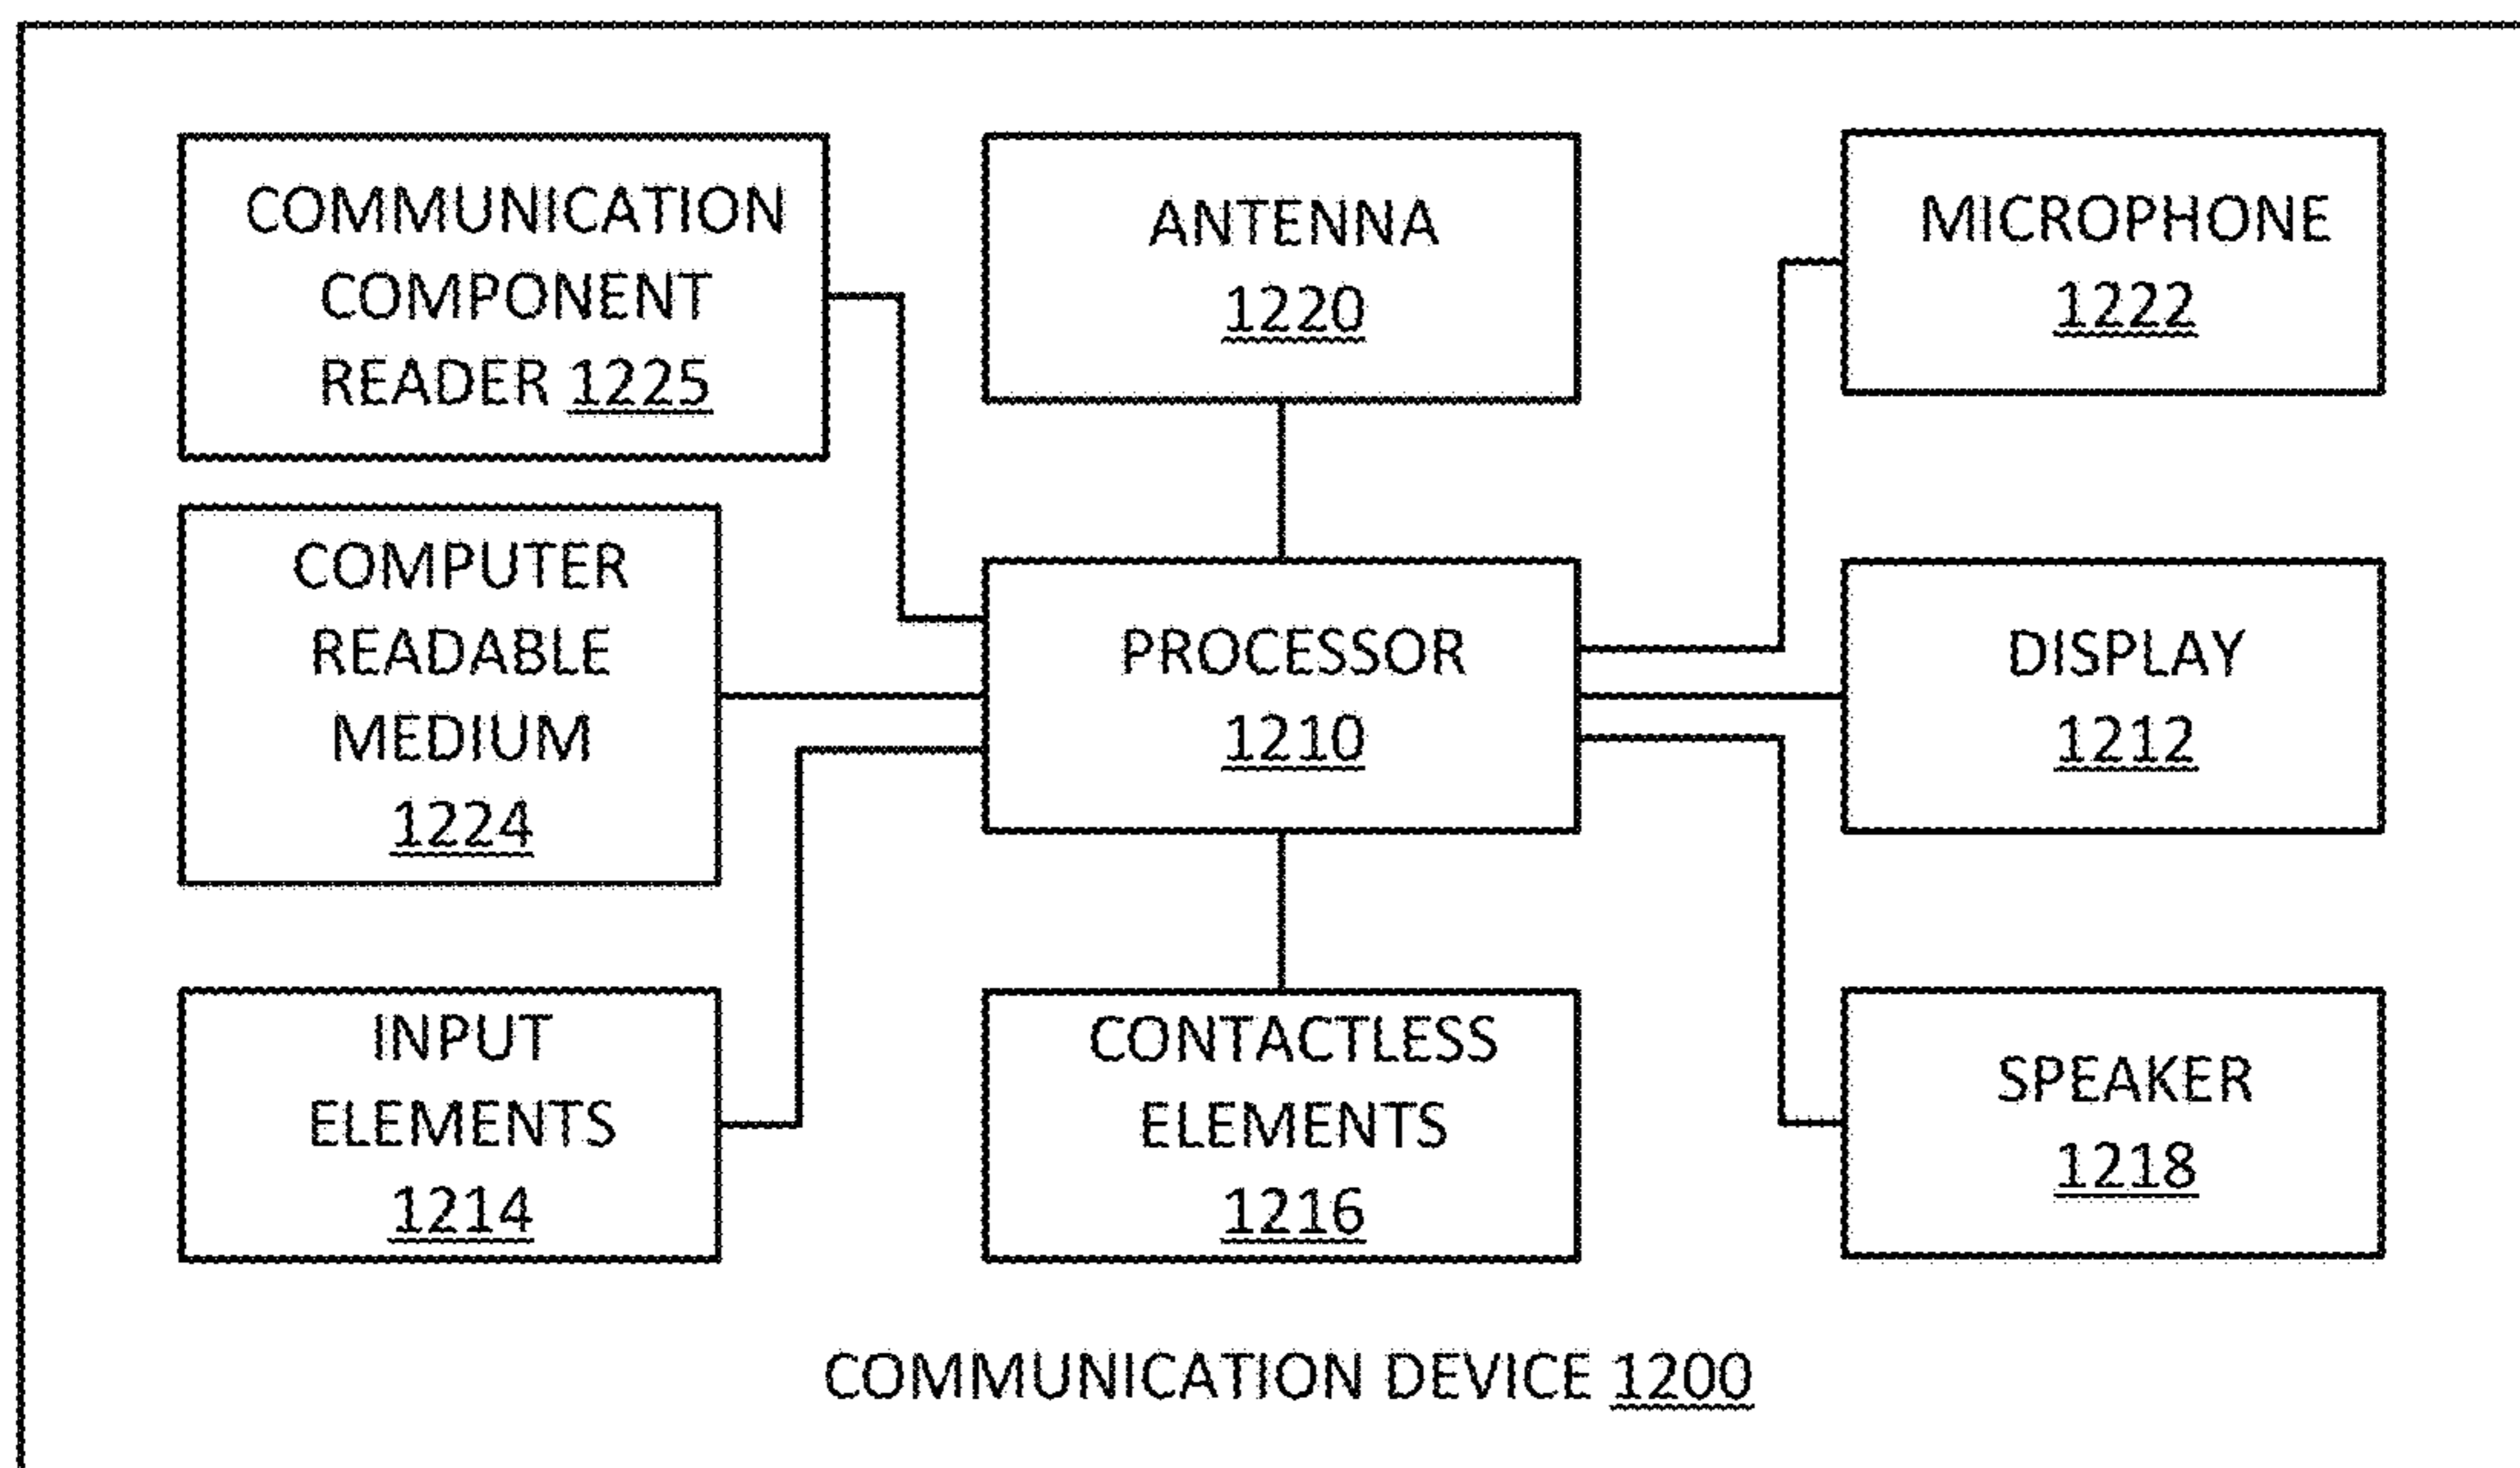 COMMUNICATION
COMPONENT
READER 1225
ANTENNA
1220
MICROPHONE
1222
COMPUTER
READABLE
MEDIUM
1224
PROCESSOR
1210
DISPLAY
1212
INPUT
ELEMENTS
1214
CONTACTLESS
ELEMENTS
1216
SPEAKER
1218
COMMUNICATION DEVICE 1200